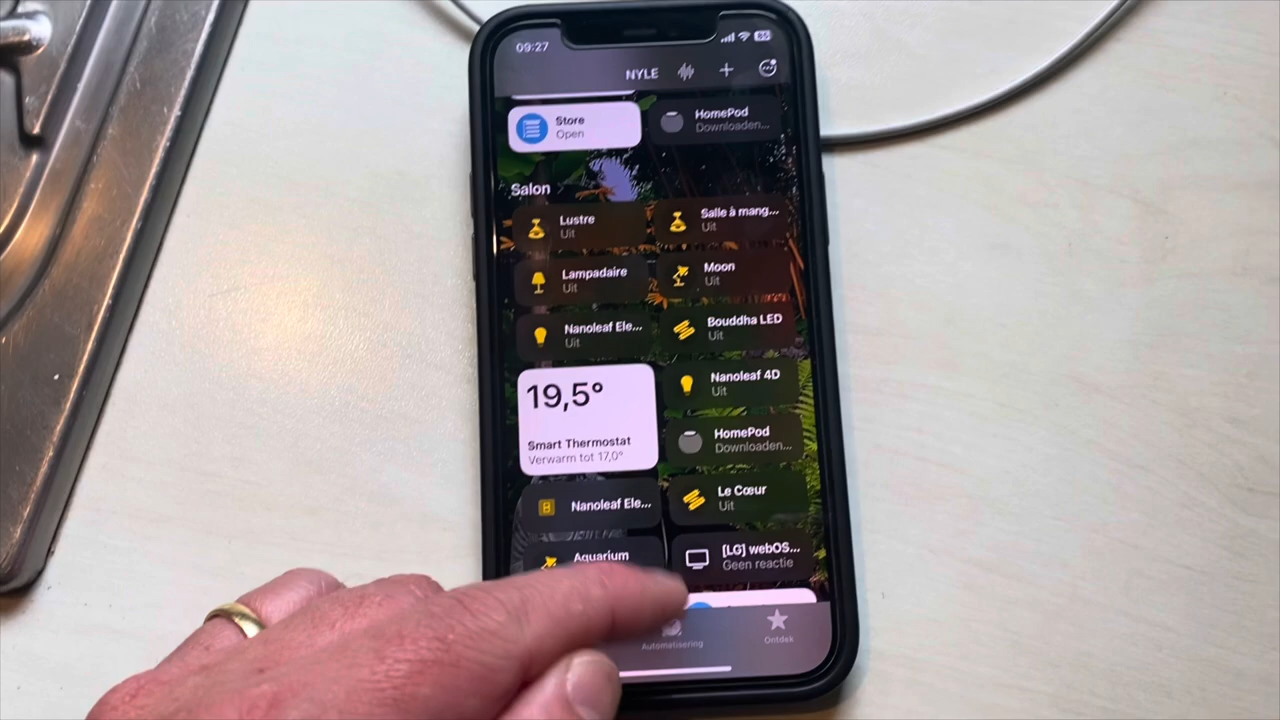 09:27
55
NYLE
Store
Open
HomePod
Downloaden...
Salon
Lustre
Uit
Salle à mang...
Uit
Lampadaire
Uit
Moon
Uit
Nanoleaf Ele...
Uit
Bouddha LED
Uit
19,5°
Smart Thermostat
Verwarm tot 17,0°
Nanoleaf 4D
Uit
HomePod
Downloaden...
Nanoleaf Ele...
Le Cœur
Uit
Aquarium
[LG] webOS...
Geen reactie
Automatisering
Ontdek